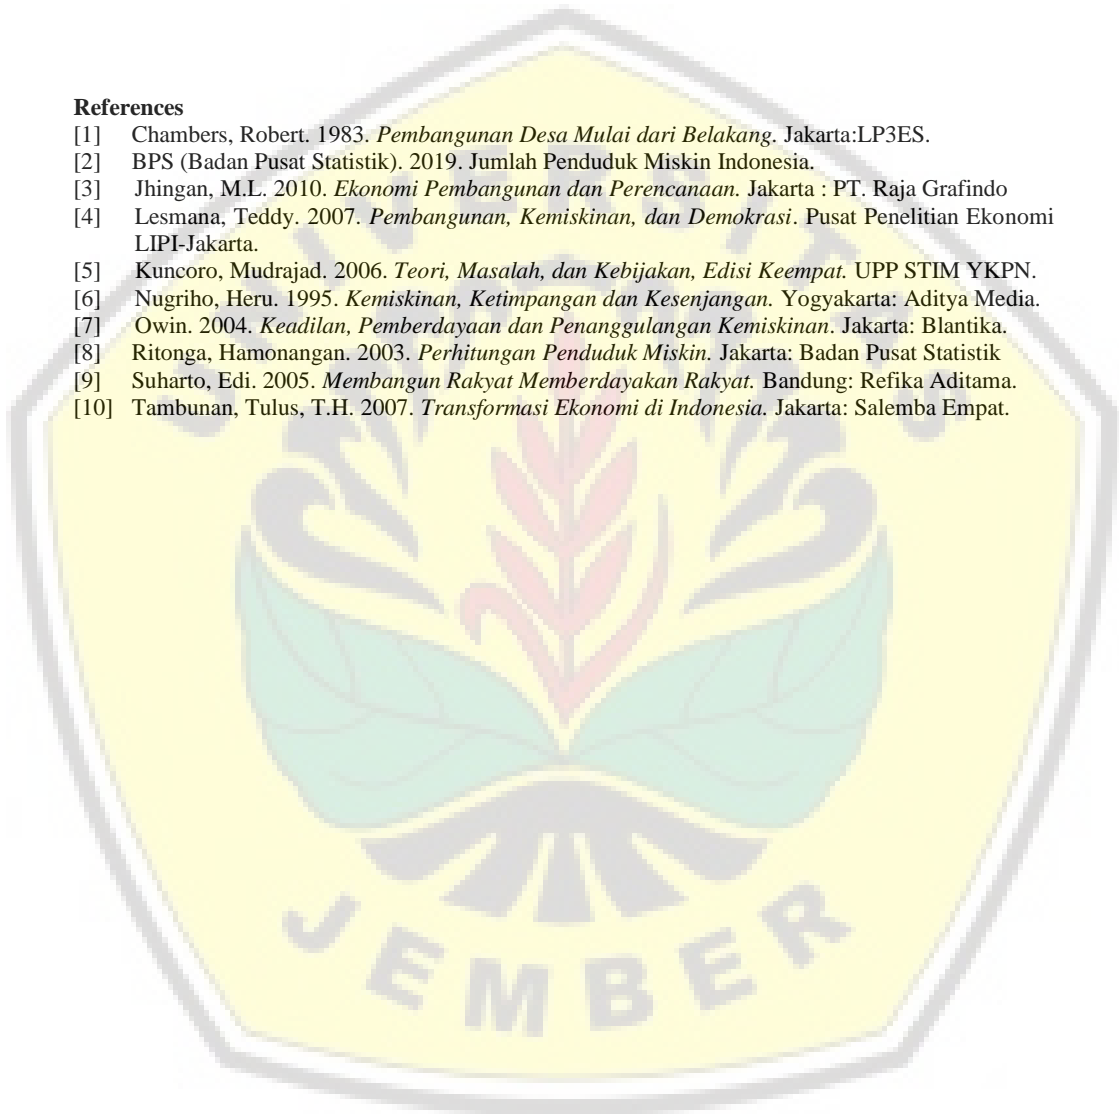 References
[1] Chambers, Robert. 1983. Pembangunan Desa Mulai dari Belakang. Jakarta:LP3ES.
[2] BPS (Badan Pusat Statistik). 2019. Jumlah Penduduk Miskin Indonesia.
[3] Jhingan, M.L. 2010. Ekonomi Pembangunan dan Perencanaan. Jakarta : PT. Raja Grafindo
[4] Lesmana, Teddy. 2007. Pembangunan, Kemiskinan, dan Demokrasi. Pusat Penelitian Ekonomi
LIPI-Jakarta.
[5] Kuncoro, Mudrajad. 2006. Teori, Masalah, dan Kebijakan, Edisi Keempat. UPP STIM YKPN.
[6] Nugriho, Heru. 1995. Kemiskinan, Ketimpangan dan Kesenjangan. Yogyakarta: Aditya Media.
[7] Owin. 2004. Keadilan, Pemberdayaan dan Penanggulangan Kemiskinan. Jakarta: Blantika.
[8] Ritonga, Hamonangan. 2003. Perhitungan Penduduk Miskin. Jakarta: Badan Pusat Statistik
[9] Suharto, Edi. 2005. Membangun Rakyat Memberdayakan Rakyat. Bandung: Refika Aditama.
[10] Tambunan, Tulus, T.H. 2007. Transformasi Ekonomi di Indonesia. Jakarta: Salemba Empat.
UNIVERSITAS
JEMBER